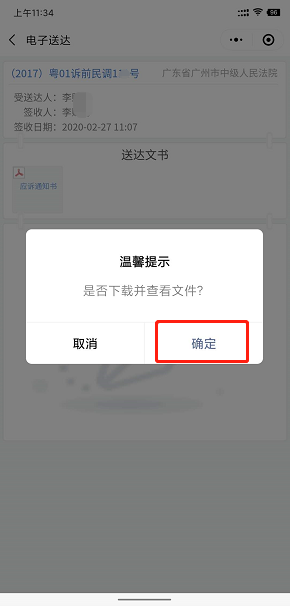 上午11:34
96
电子送达
（2017）粤01诉前民调1 号 广东省广州市中级人民法院
受送达人：李
签收人：李
签收日期：2020-02-27 11:07
送达文书
应诉通知书
温馨提示
是否下载并查看文件?
取消 确定